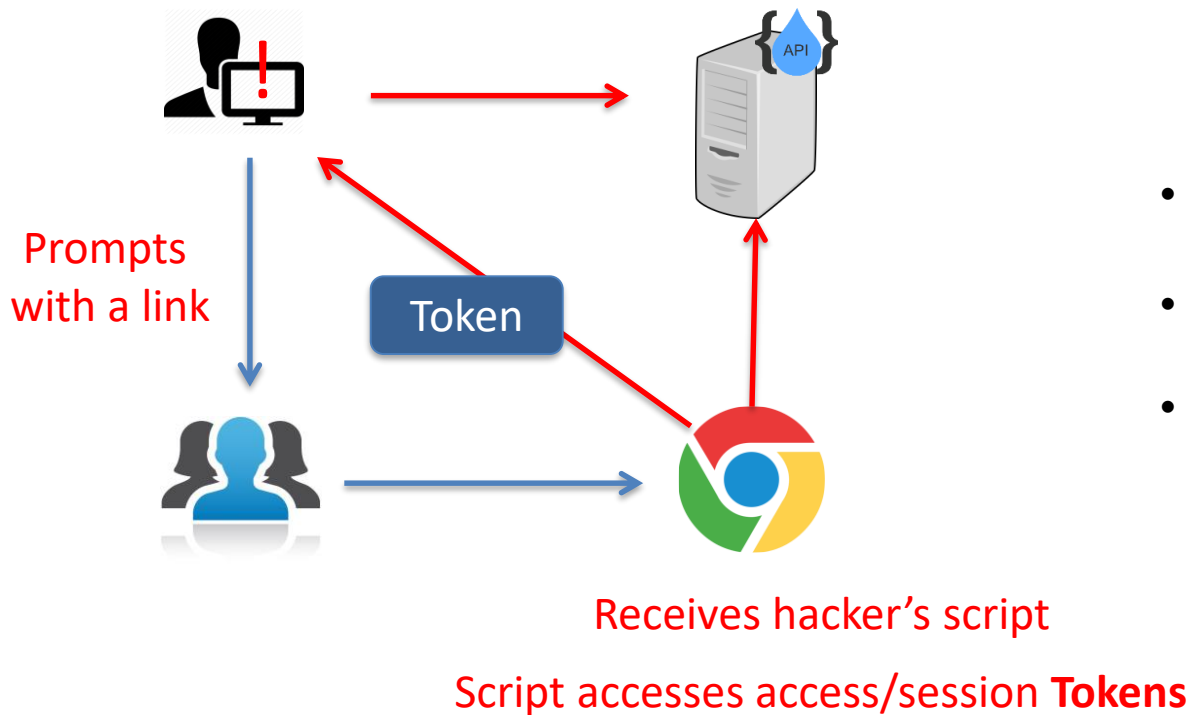 !
{ API }
Prompts
with a link
Token
•
•
•
Receives hacker’s script
Script accesses access/session Tokens